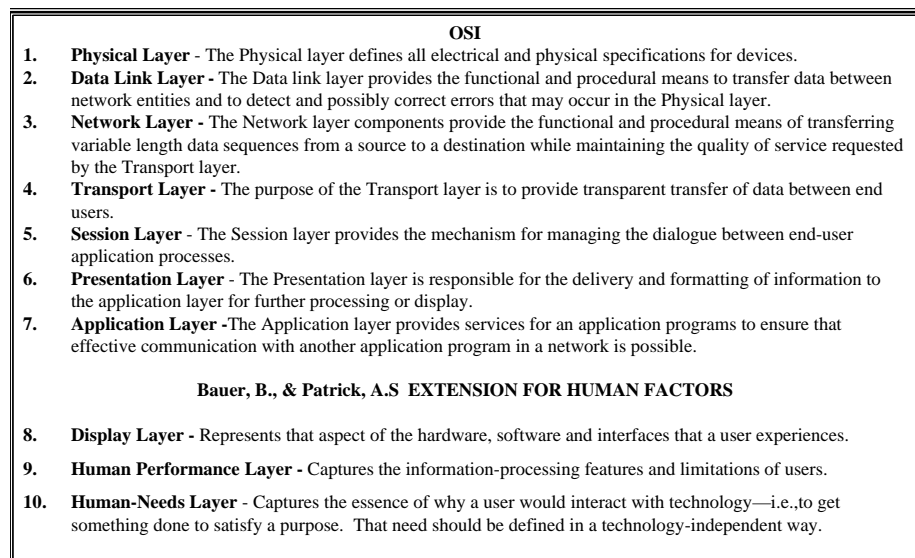 OSI
1. Physical Layer - The Physical layer defines all electrical and physical specifications for devices.
2. Data Link Layer - The Data link layer provides the functional and procedural means to transfer data between
network entities and to detect and possibly correct errors that may occur in the Physical layer.
3. Network Layer - The Network layer components provide the functional and procedural means of transferring
variable length data sequences from a source to a destination while maintaining the quality of service requested
by the Transport layer.
4. Transport Layer - The purpose of the Transport layer is to provide transparent transfer of data between end
users.
5. Session Layer - The Session layer provides the mechanism for managing the dialogue between end-user
application processes.
6. Presentation Layer - The Presentation layer is responsible for the delivery and formatting of information to
the application layer for further processing or display.
7. Application Layer -The Application layer provides services for an application programs to ensure that
effective communication with another application program in a network is possible.
Bauer, B., & Patrick, A.S EXTENSION FOR HUMAN FACTORS
8. Display Layer - Represents that aspect of the hardware, software and interfaces that a user experiences.
9. Human Performance Layer - Captures the information-processing features and limitations of users.
10. Human-Needs Layer - Captures the essence of why a user would interact with technology—i.e.,to get
something done to satisfy a purpose. That need should be defined in a technology-independent way.